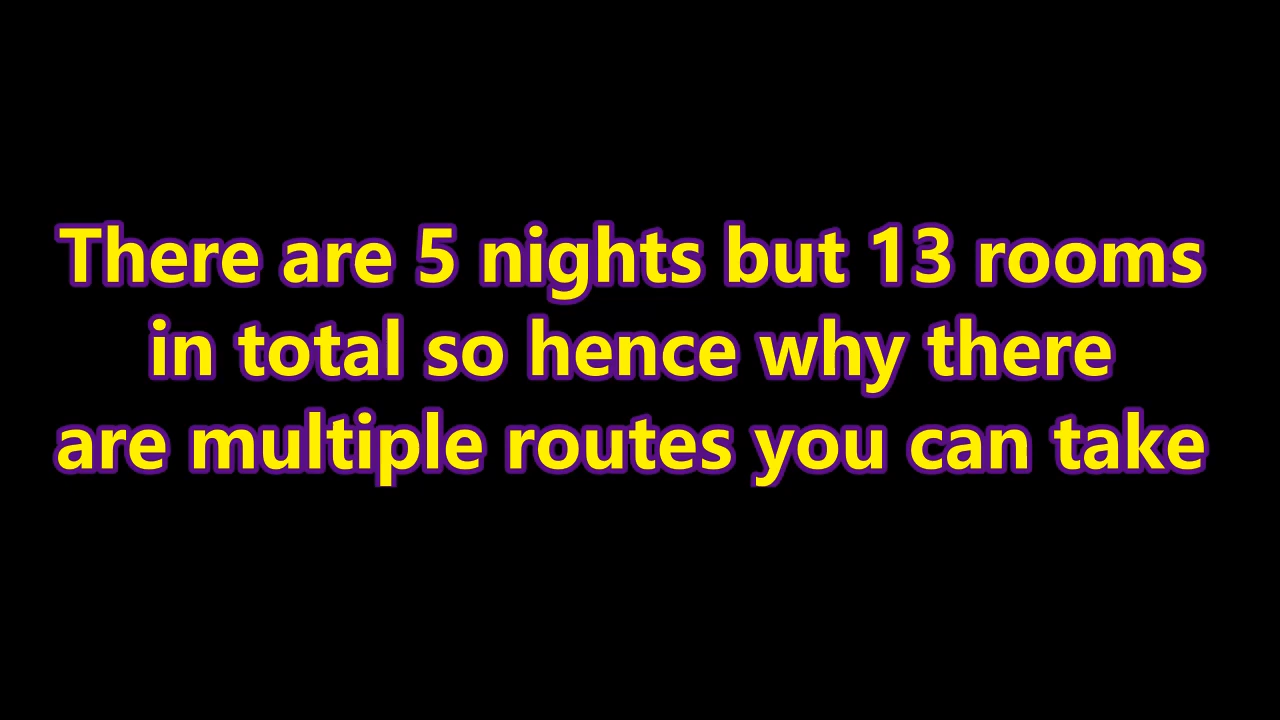 There are 5 nights but 13 rooms
in total so hence why there
are multiple routes you can take